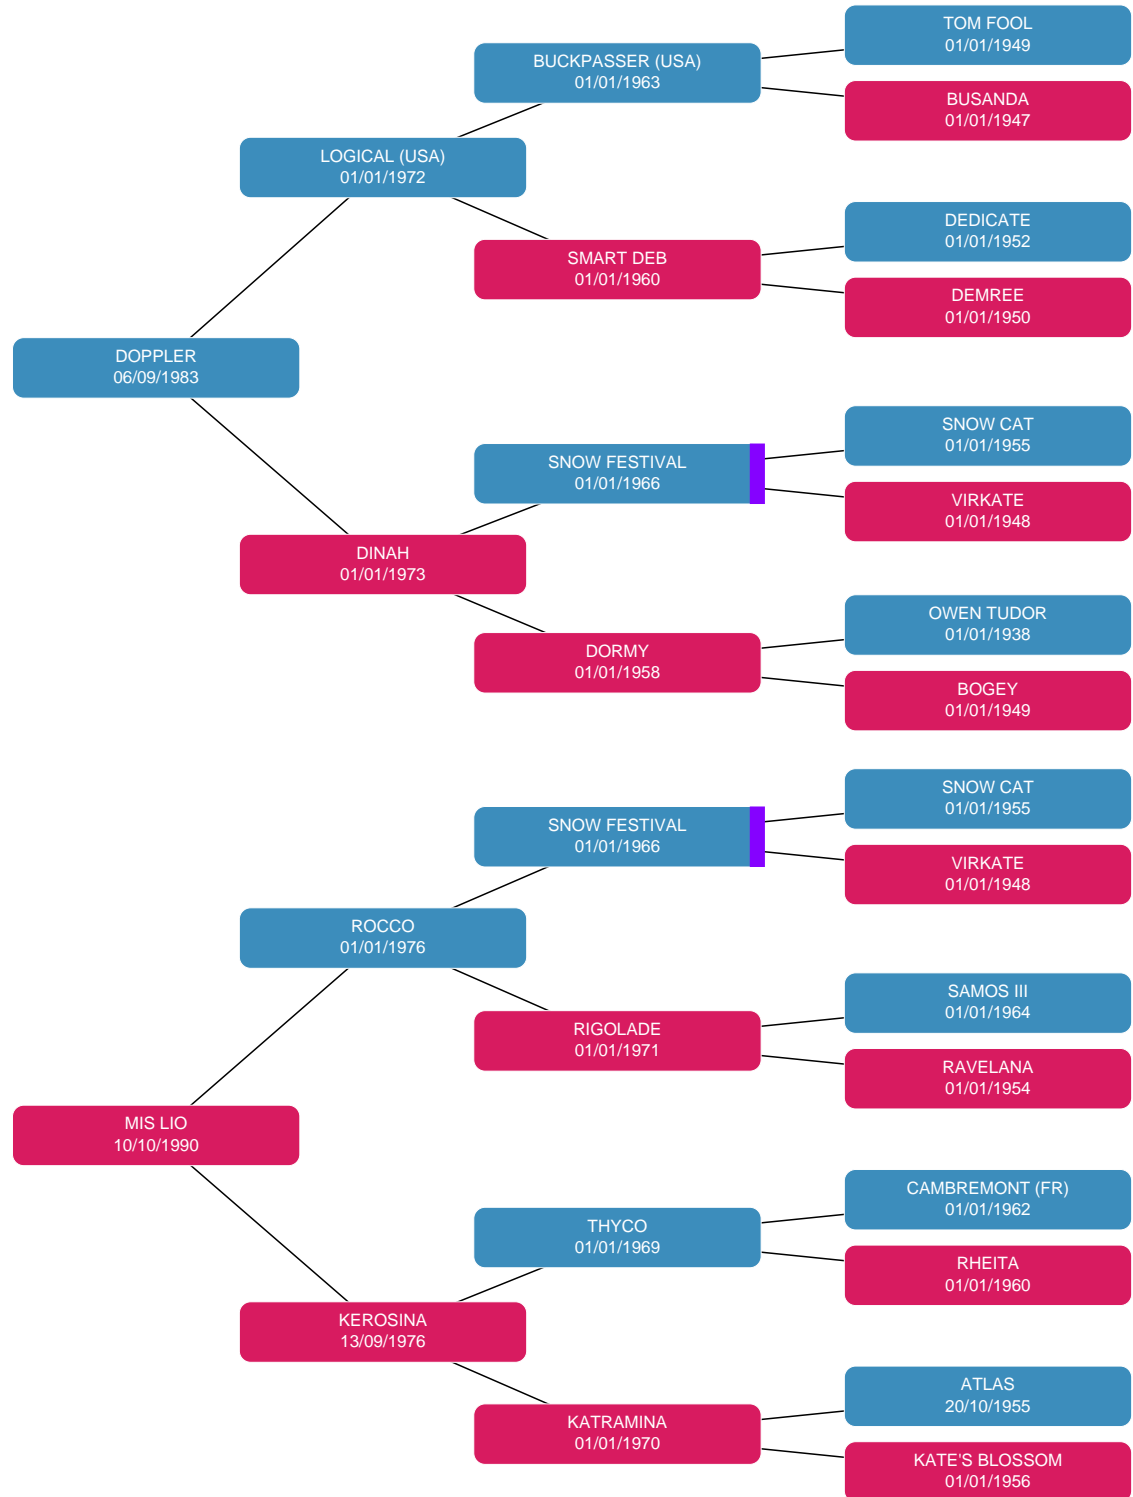 TOM FOOL
01/01/1949
BUCKPASSER (USA)
01/01/1963
BUSANDA
01/01/1947
LOGICAL (USA)
01/01/1972
DEDICATE
01/01/1952
SMART DEB
01/01/1960
DEMREE
01/01/1950
DOPPLER
06/09/1983
SNOW CAT
01/01/1955
SNOW FESTIVAL
01/01/1966
VIRKATE
01/01/1948
DINAH
01/01/1973
OWEN TUDOR
01/01/1938
DORMY
01/01/1958
BOGEY
01/01/1949
SNOW CAT
01/01/1955
SNOW FESTIVAL
01/01/1966
VIRKATE
01/01/1948
ROCCO
01/01/1976
SAMOS III
01/01/1964
RIGOLADE
01/01/1971
RAVELANA
01/01/1954
MIS LIO
10/10/1990
CAMBREMONT (FR)
01/01/1962
THYCO
01/01/1969
RHEITA
01/01/1960
KEROSINA
13/09/1976
ATLAS
20/10/1955
KATRAMINA
01/01/1970
KATE'S BLOSSOM
01/01/1956